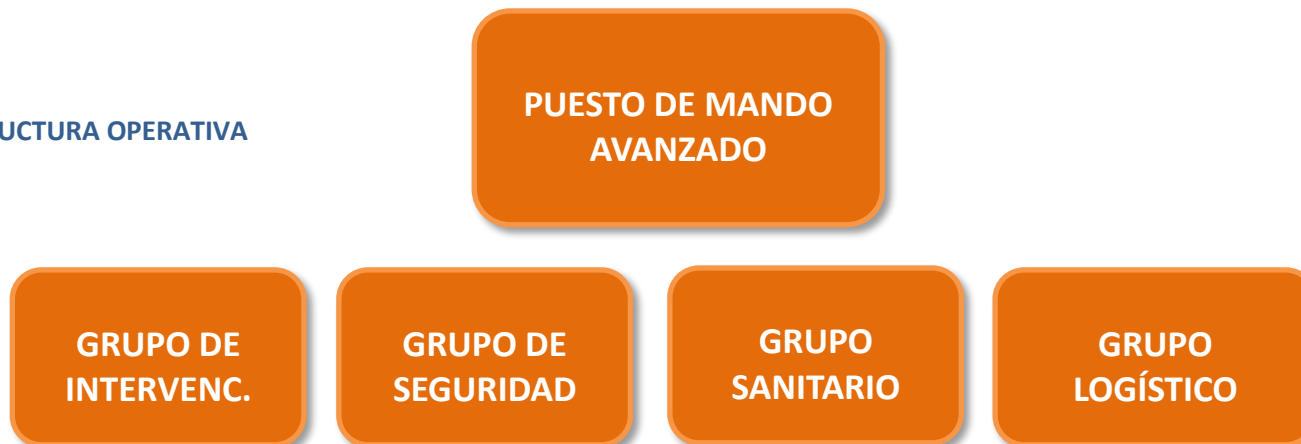 PUESTO DE MANDO
AVANZADO
UCTURA OPERATIVA
GRUPO DE
INTERVENC.
GRUPO DE
SEGURIDAD
GRUPO
SANITARIO
GRUPO
LOGÍSTICO